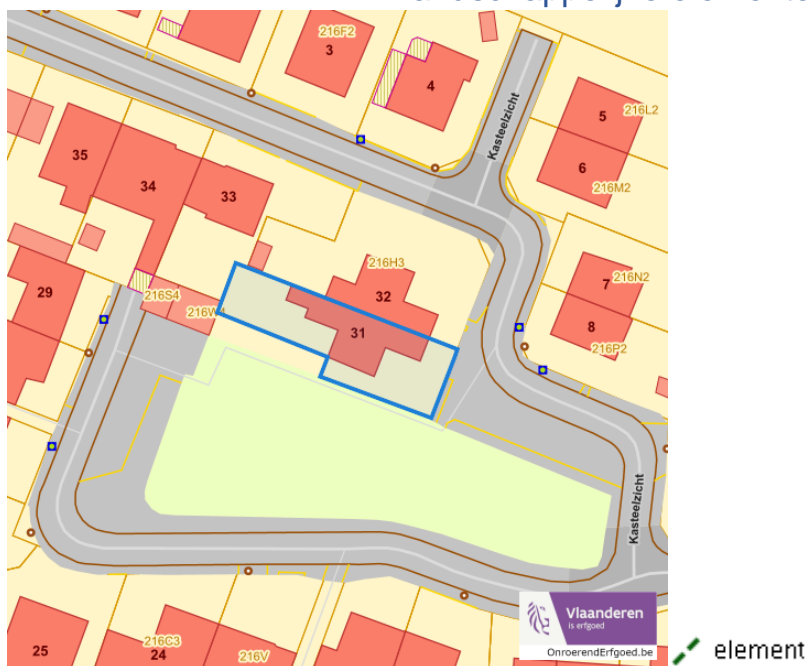 216F2
3
4
Kasteelzicht
5
216L2
6
216M2
35
34
33
216H3
32
7
216N2
29
216S4
31
8
216P2
Kasteelzicht
Vlaanderen
is erfgoed
OnroerendErfgoed.be
element
25
216C3
24
216V